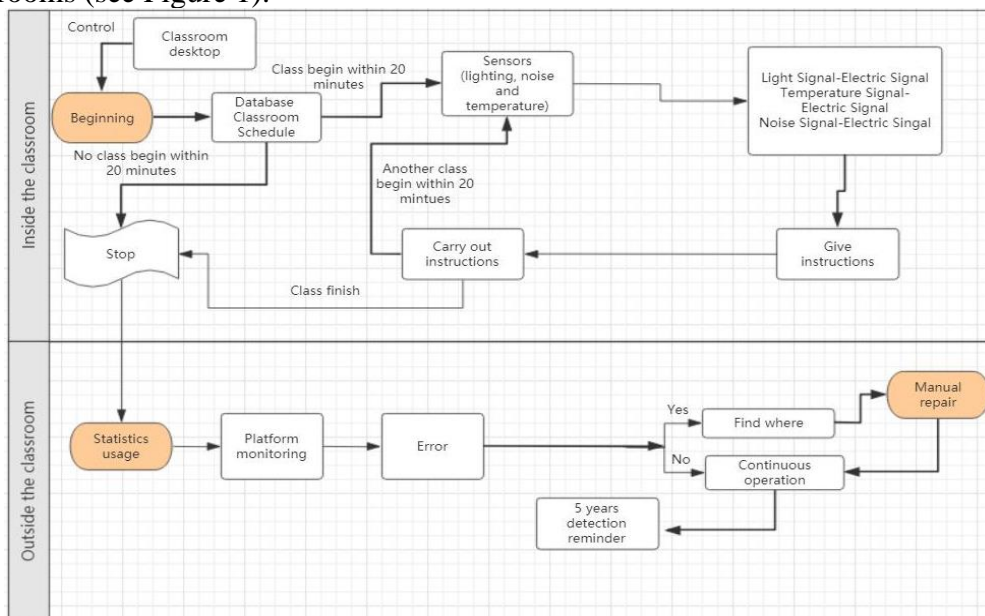 rooms (see Figure 1).
Control
Classroom
desktop
Class begin within 20
minutes
Sensors
(lighting, noise
and
temperature)
Light Signal-Electric Signal
Temperature Signal-
Electric Signal
Noise Signal-Electric Singal
Beginning
Database
Classroom
Schedule
No class begin within
20 minutes
Another class
begin within 20
mintues
Stop
Carry out
instructions
Give
instructions
Class finish
Inside the classroom
Outside the classroom
Statistics
usage
Platform
monitoring
Error
Yes
No
Find where
Manual
repair
Continuous
operation
5 years
detection
reminder